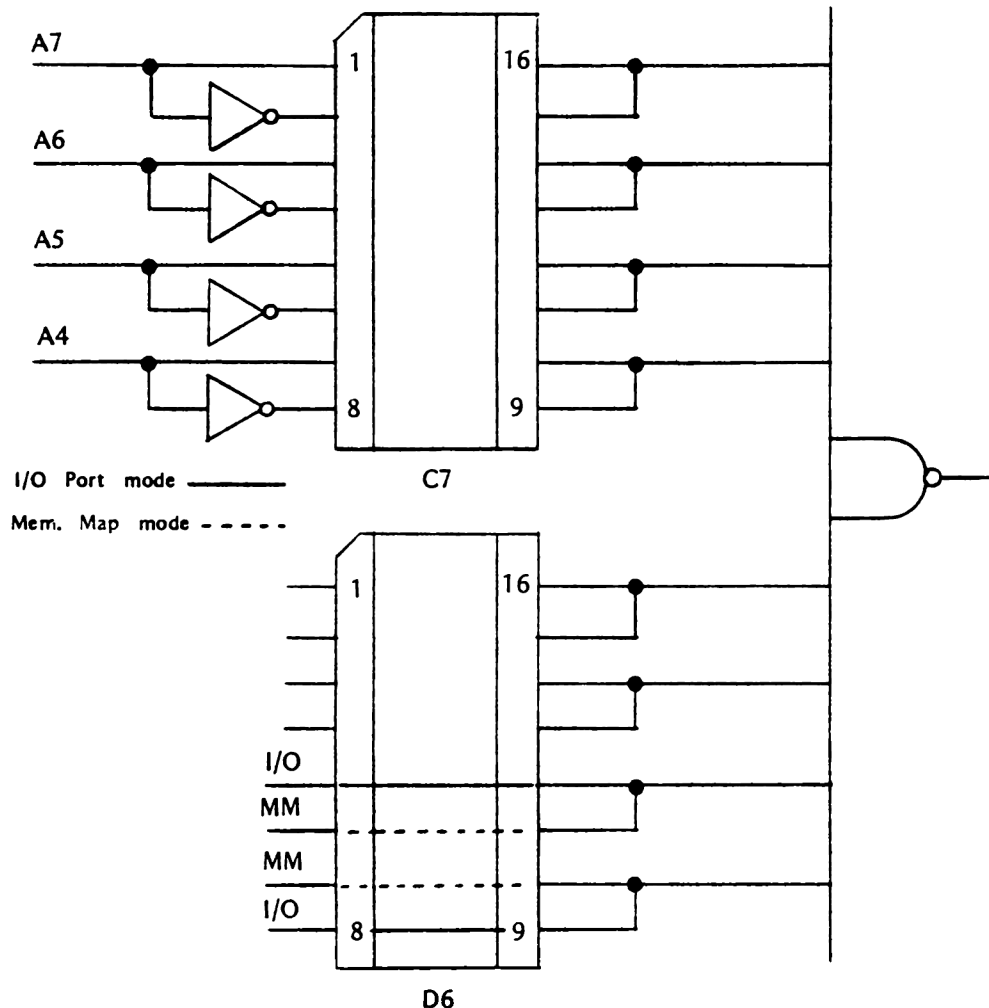 A7
1 16
A6
A5
A4
8 9
I/O Port mode
C7
Mem. Map mode
1 16
I/O
MM
MM
I/O
8 9
D6